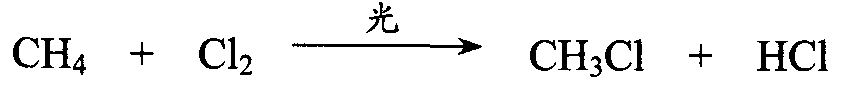 光
CH₄ + Cl₂ → CH₃Cl + HCl